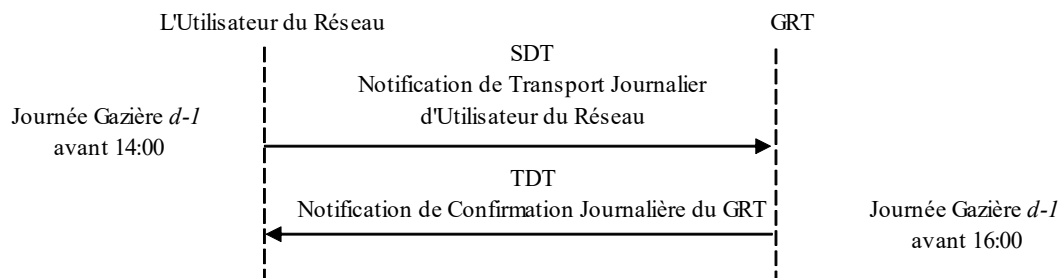 L'Utilisateur du Réseau
GRT
SDT
Notification de Transport Journalier
d'Utilisateur du Réseau
Journée Gazière d-1
avant 14:00
TDT
Notification de Confirmation Journalière du GRT
Journée Gazière d-1
avant 16:00